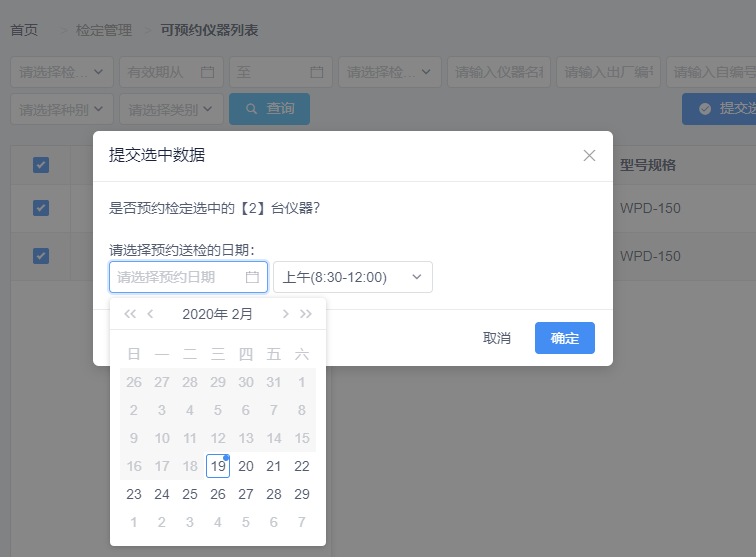 首页 > 检定管理 > 可预约仪器列表
请选择检... 有效期从 至 请选择检... 请输入仪器名称 请输入出厂编号 请输入自编号
请选择种别 请选择类别 查询 提交选
提交选中数据
型号规格
是否预约检定选中的【2】台仪器?
WPD-150
请选择预约送检的日期:
WPD-150
请选择预约日期 上午(8:30-12:00)
2020年 2月
取消 确定
日 一 二 三 四 五 六
26 27 28 29 30 31 1
2 3 4 5 6 7 8
9 10 11 12 13 14 15
16 17 18 19 20 21 22
23 24 25 26 27 28 29
1 2 3 4 5 6 7